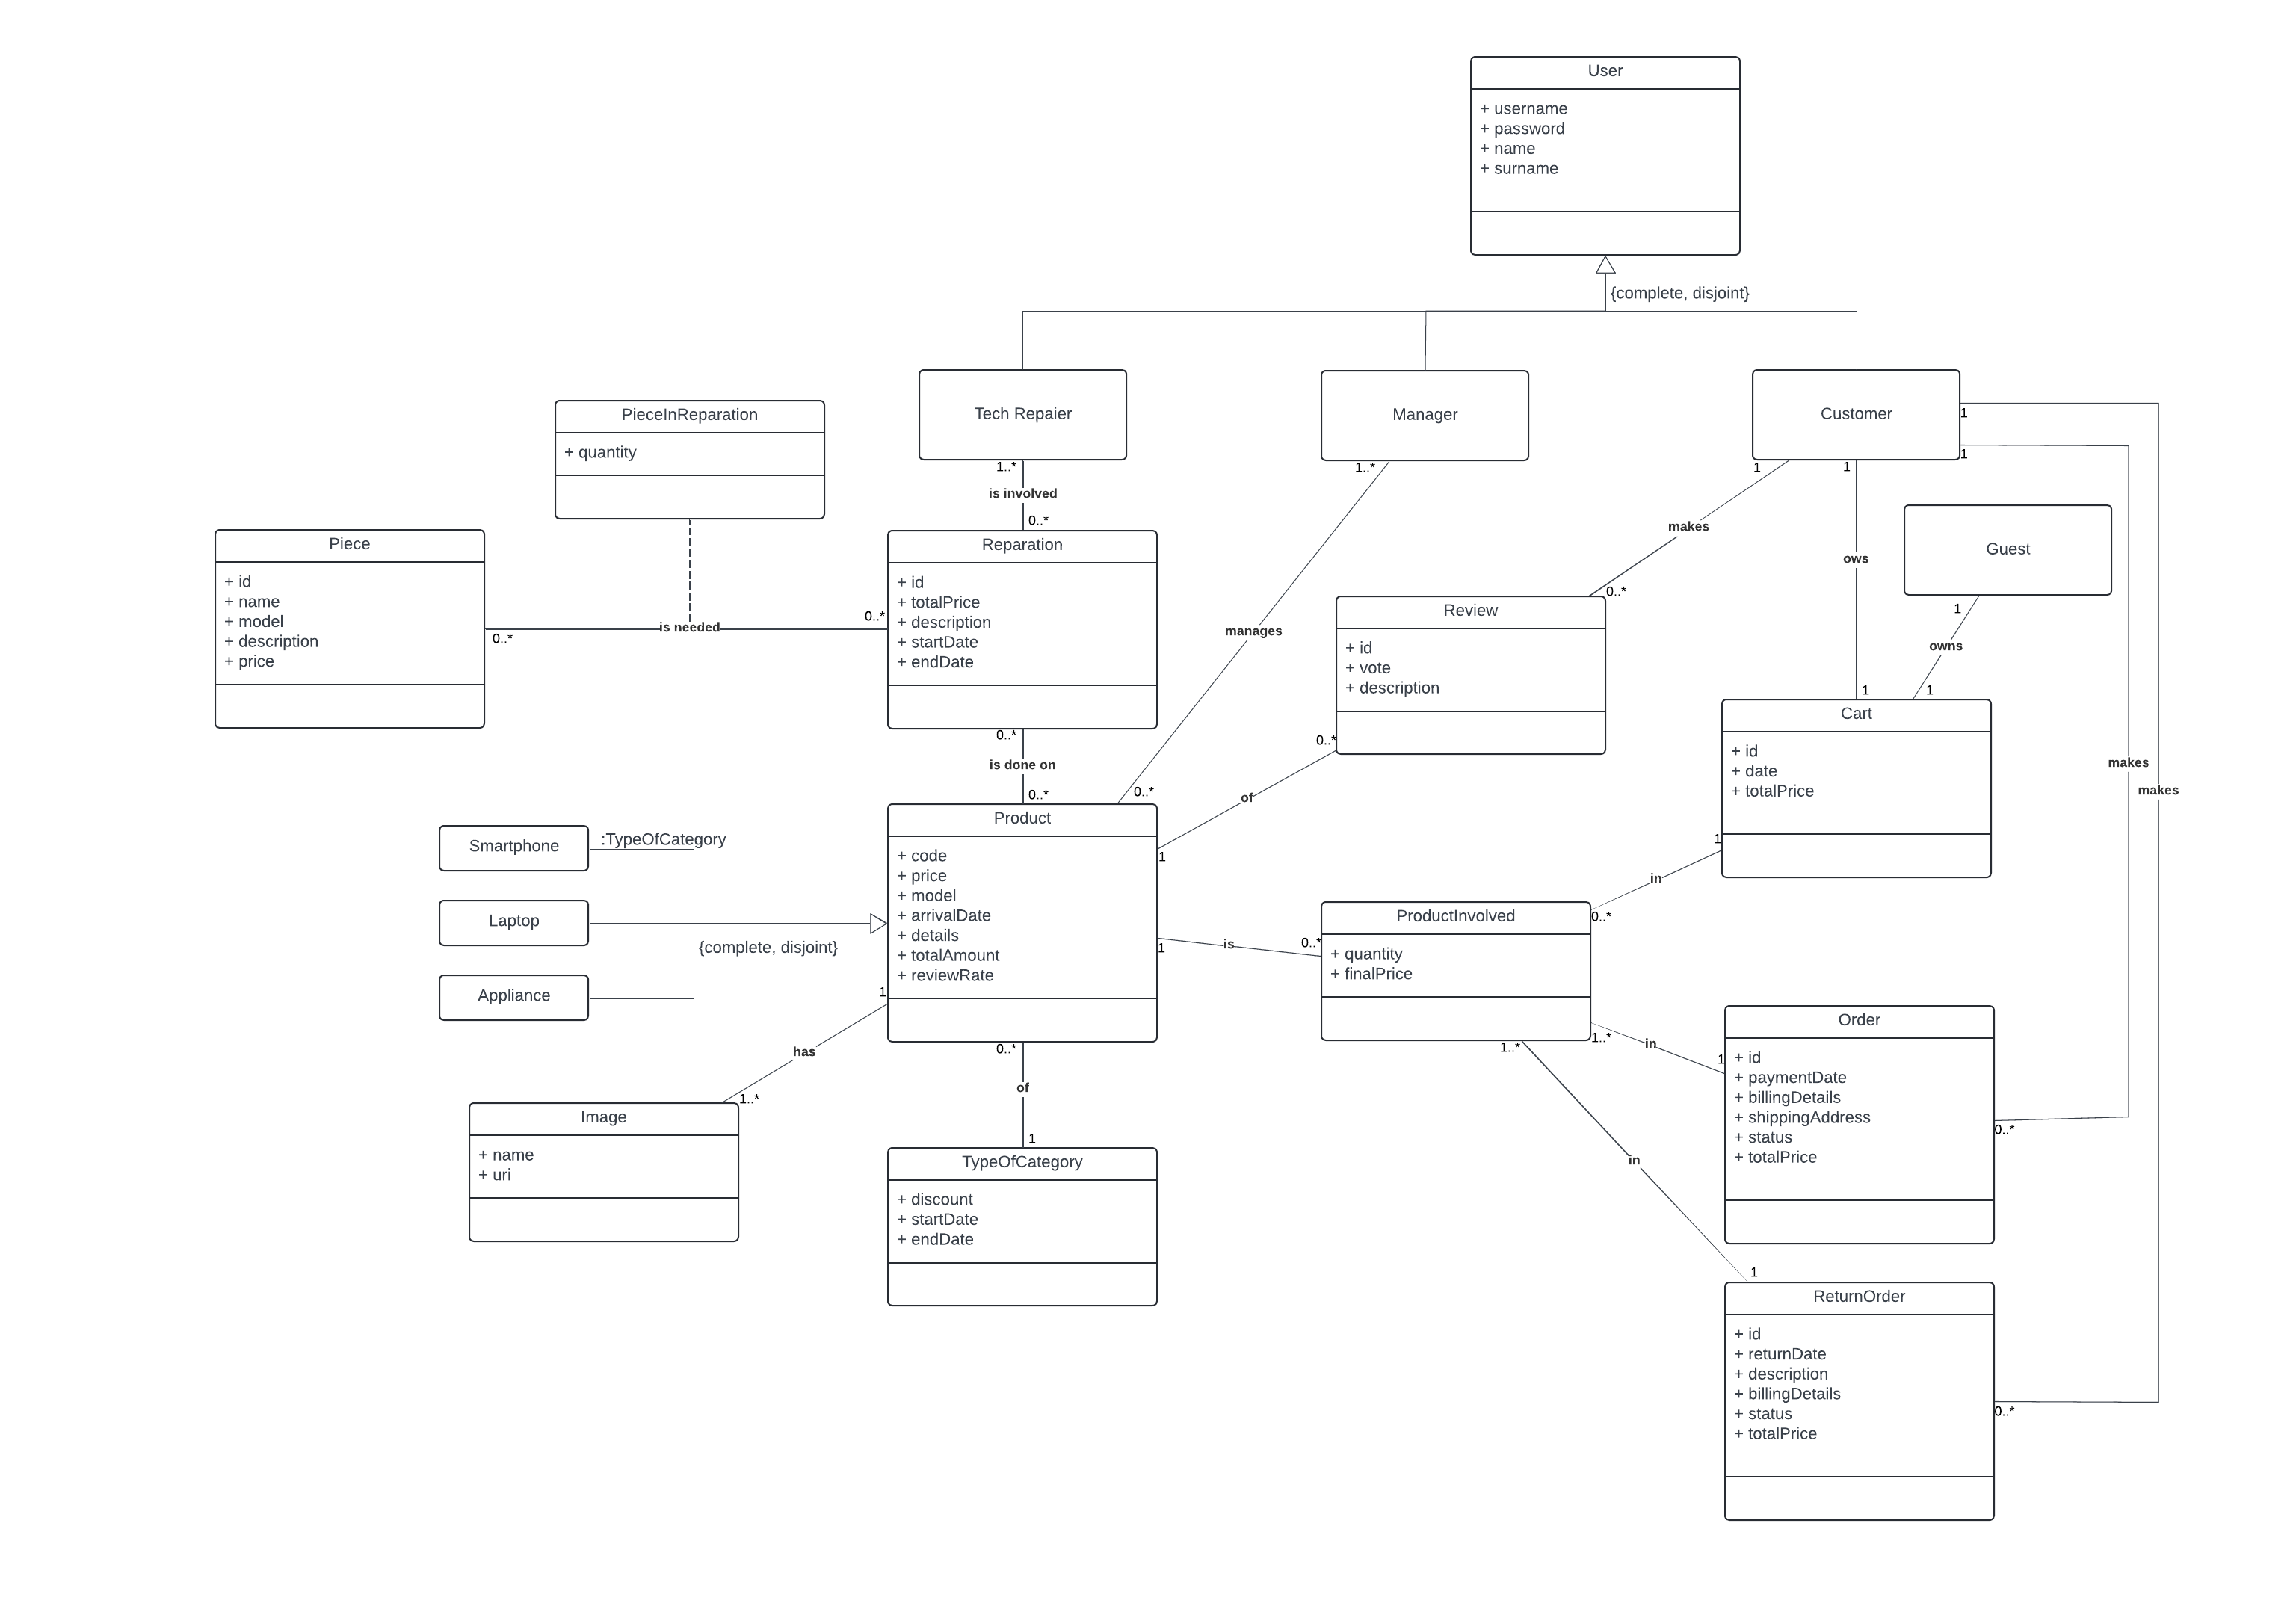 User
+ username
+ password
+ name
+ surname
{complete, disjoint}
Tech Repaier
1..*
is involved
0..*
Manager
1..*
manages
0..*
Customer
1
1
1
1
makes
0..*
ows
1
Guest
1
owns
1
makes
makes
PieceInReparation
+ quantity
Piece
+ id
+ name
+ model
+ description
+ price
0..*
is needed
0..*
Reparation
+ id
+ totalPrice
+ description
+ startDate
+ endDate
0..*
is done on
0..*
Review
+ id
+ vote
+ description
0..*
of
1
Cart
+ id
+ date
+ totalPrice
1
in
0..*
Smartphone
:TypeOfCategory
Laptop
Appliance
{complete, disjoint}
Product
+ code
+ price
+ model
+ arrivalDate
+ details
+ totalAmount
+ reviewRate
1
is
0..*
ProductInvolved
+ quantity
+ finalPrice
1..*
in
1
1..*
in
1
1
has
1..*
Image
+ name
+ uri
0..*
of
1
TypeOfCategory
+ discount
+ startDate
+ endDate
Order
+ id
+ paymentDate
+ billingDetails
+ shippingAddress
+ status
+ totalPrice
0..*
ReturnOrder
+ id
+ returnDate
+ description
+ billingDetails
+ status
+ totalPrice
0..*